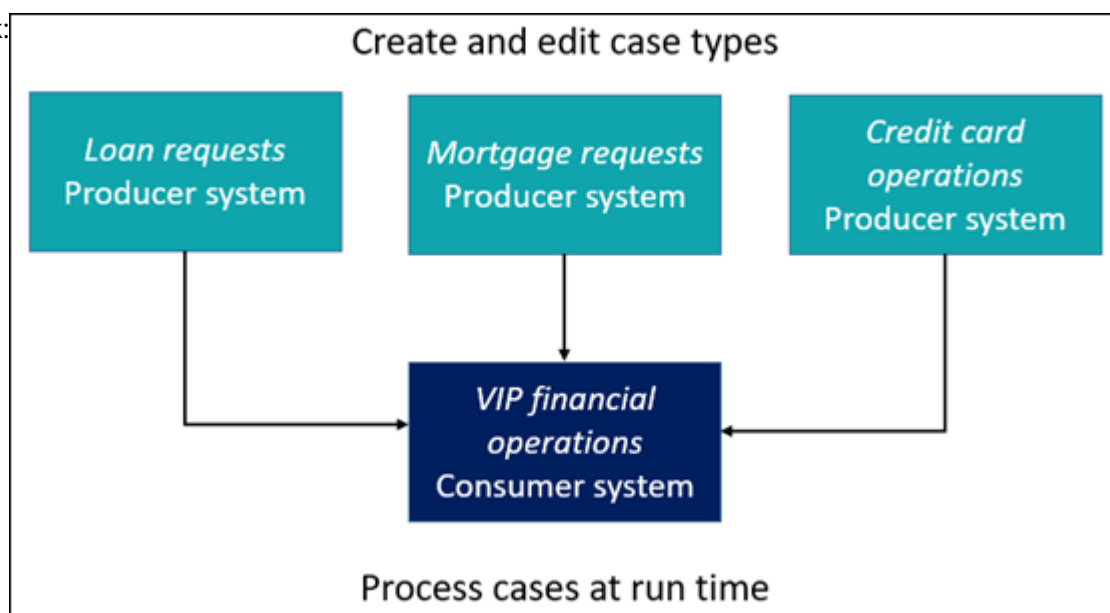 Create and edit case types
Loan requests
Producer system
Mortgage requests
Producer system
Credit card
operations
Producer system
VIP financial
operations
Consumer system
Process cases at run time